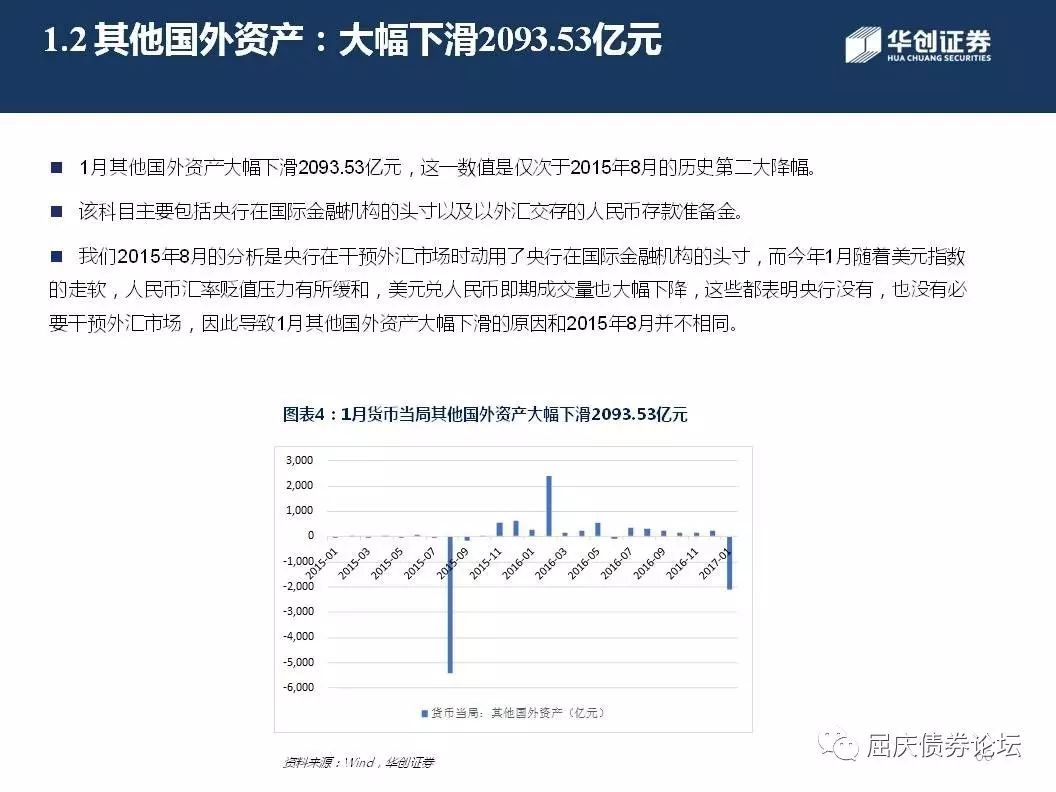 1.2 其他国外资产：大幅下滑2093.53亿元
华创证券
HUA CHUANG SECURITIES
■ 1月其他国外资产大幅下滑2093.53亿元，这一数值是仅次于2015年8月的历史第二大降幅。
■ 该科目主要包括央行在国际金融机构的头寸以及以外汇交存的人民币存款准备金。
■ 我们2015年8月的分析是央行在干预外汇市场时动用了央行在国际金融机构的头寸，而今年1月随着美元指数
的走软，人民币汇率贬值压力有所缓和，美元兑人民币即期成交量也大幅下降，这些都表明央行没有，也没有必
要干预外汇市场，因此导致1月其他国外资产大幅下滑的原因和2015年8月并不相同。
图表4：1月货币当局其他国外资产大幅下滑2093.53亿元
3,000
2,000
1,000
0
-1,000
-2,000
-3,000
-4,000
-5,000
-6,000
2015-01
2015-03
2015-05
2015-07
2015-09
2015-11
2016-01
2016-03
2016-05
2016-07
2016-09
2016-11
2017-01
货币当局：其他国外资产（亿元）
资料来源：Wind，华创证券
屈庆债券论坛